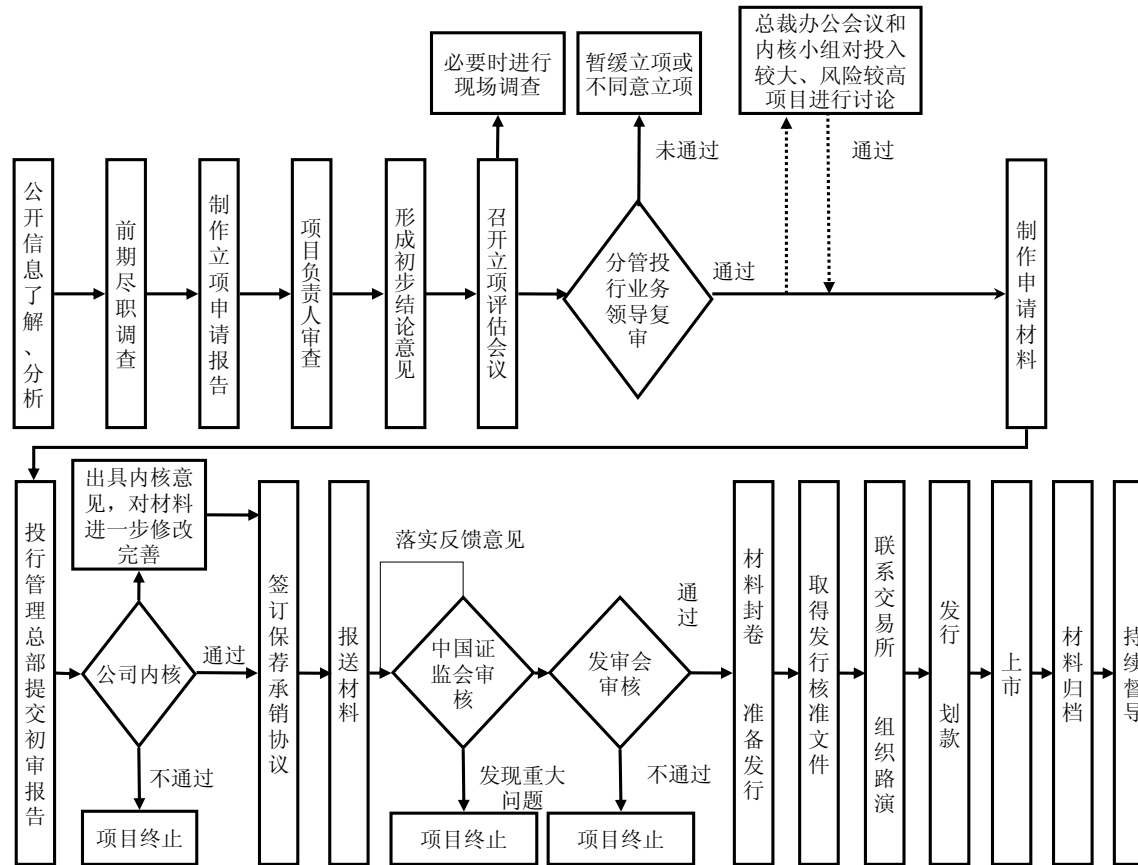 必要时进行
现场调查
暂缓立项或
不同意立项
总裁办公会议和
内核小组对投入
较大、风险较高
项目进行讨论
未通过
通过
公开信息了解、分析
前期尽职调查
制作立项申请报告
项目负责人审查
形成初步结论意见
召开立项评估会议
分管投
行业务
领导复
审
通过
制作申请材料
出具内核意
见，对材料
进一步修改
完善
投行管理总部提交初审报告
公司内核
通过
不通过
项目终止
签订保荐承销协议
报送材料
落实反馈意见
中国证
监会审
核
发现重大
问题
项目终止
发审会
审核
通过
不通过
项目终止
材料封卷 准备发行
取得发行核准文件
联系交易所 组织路演
发行 划款
上市
材料归档
持续督导